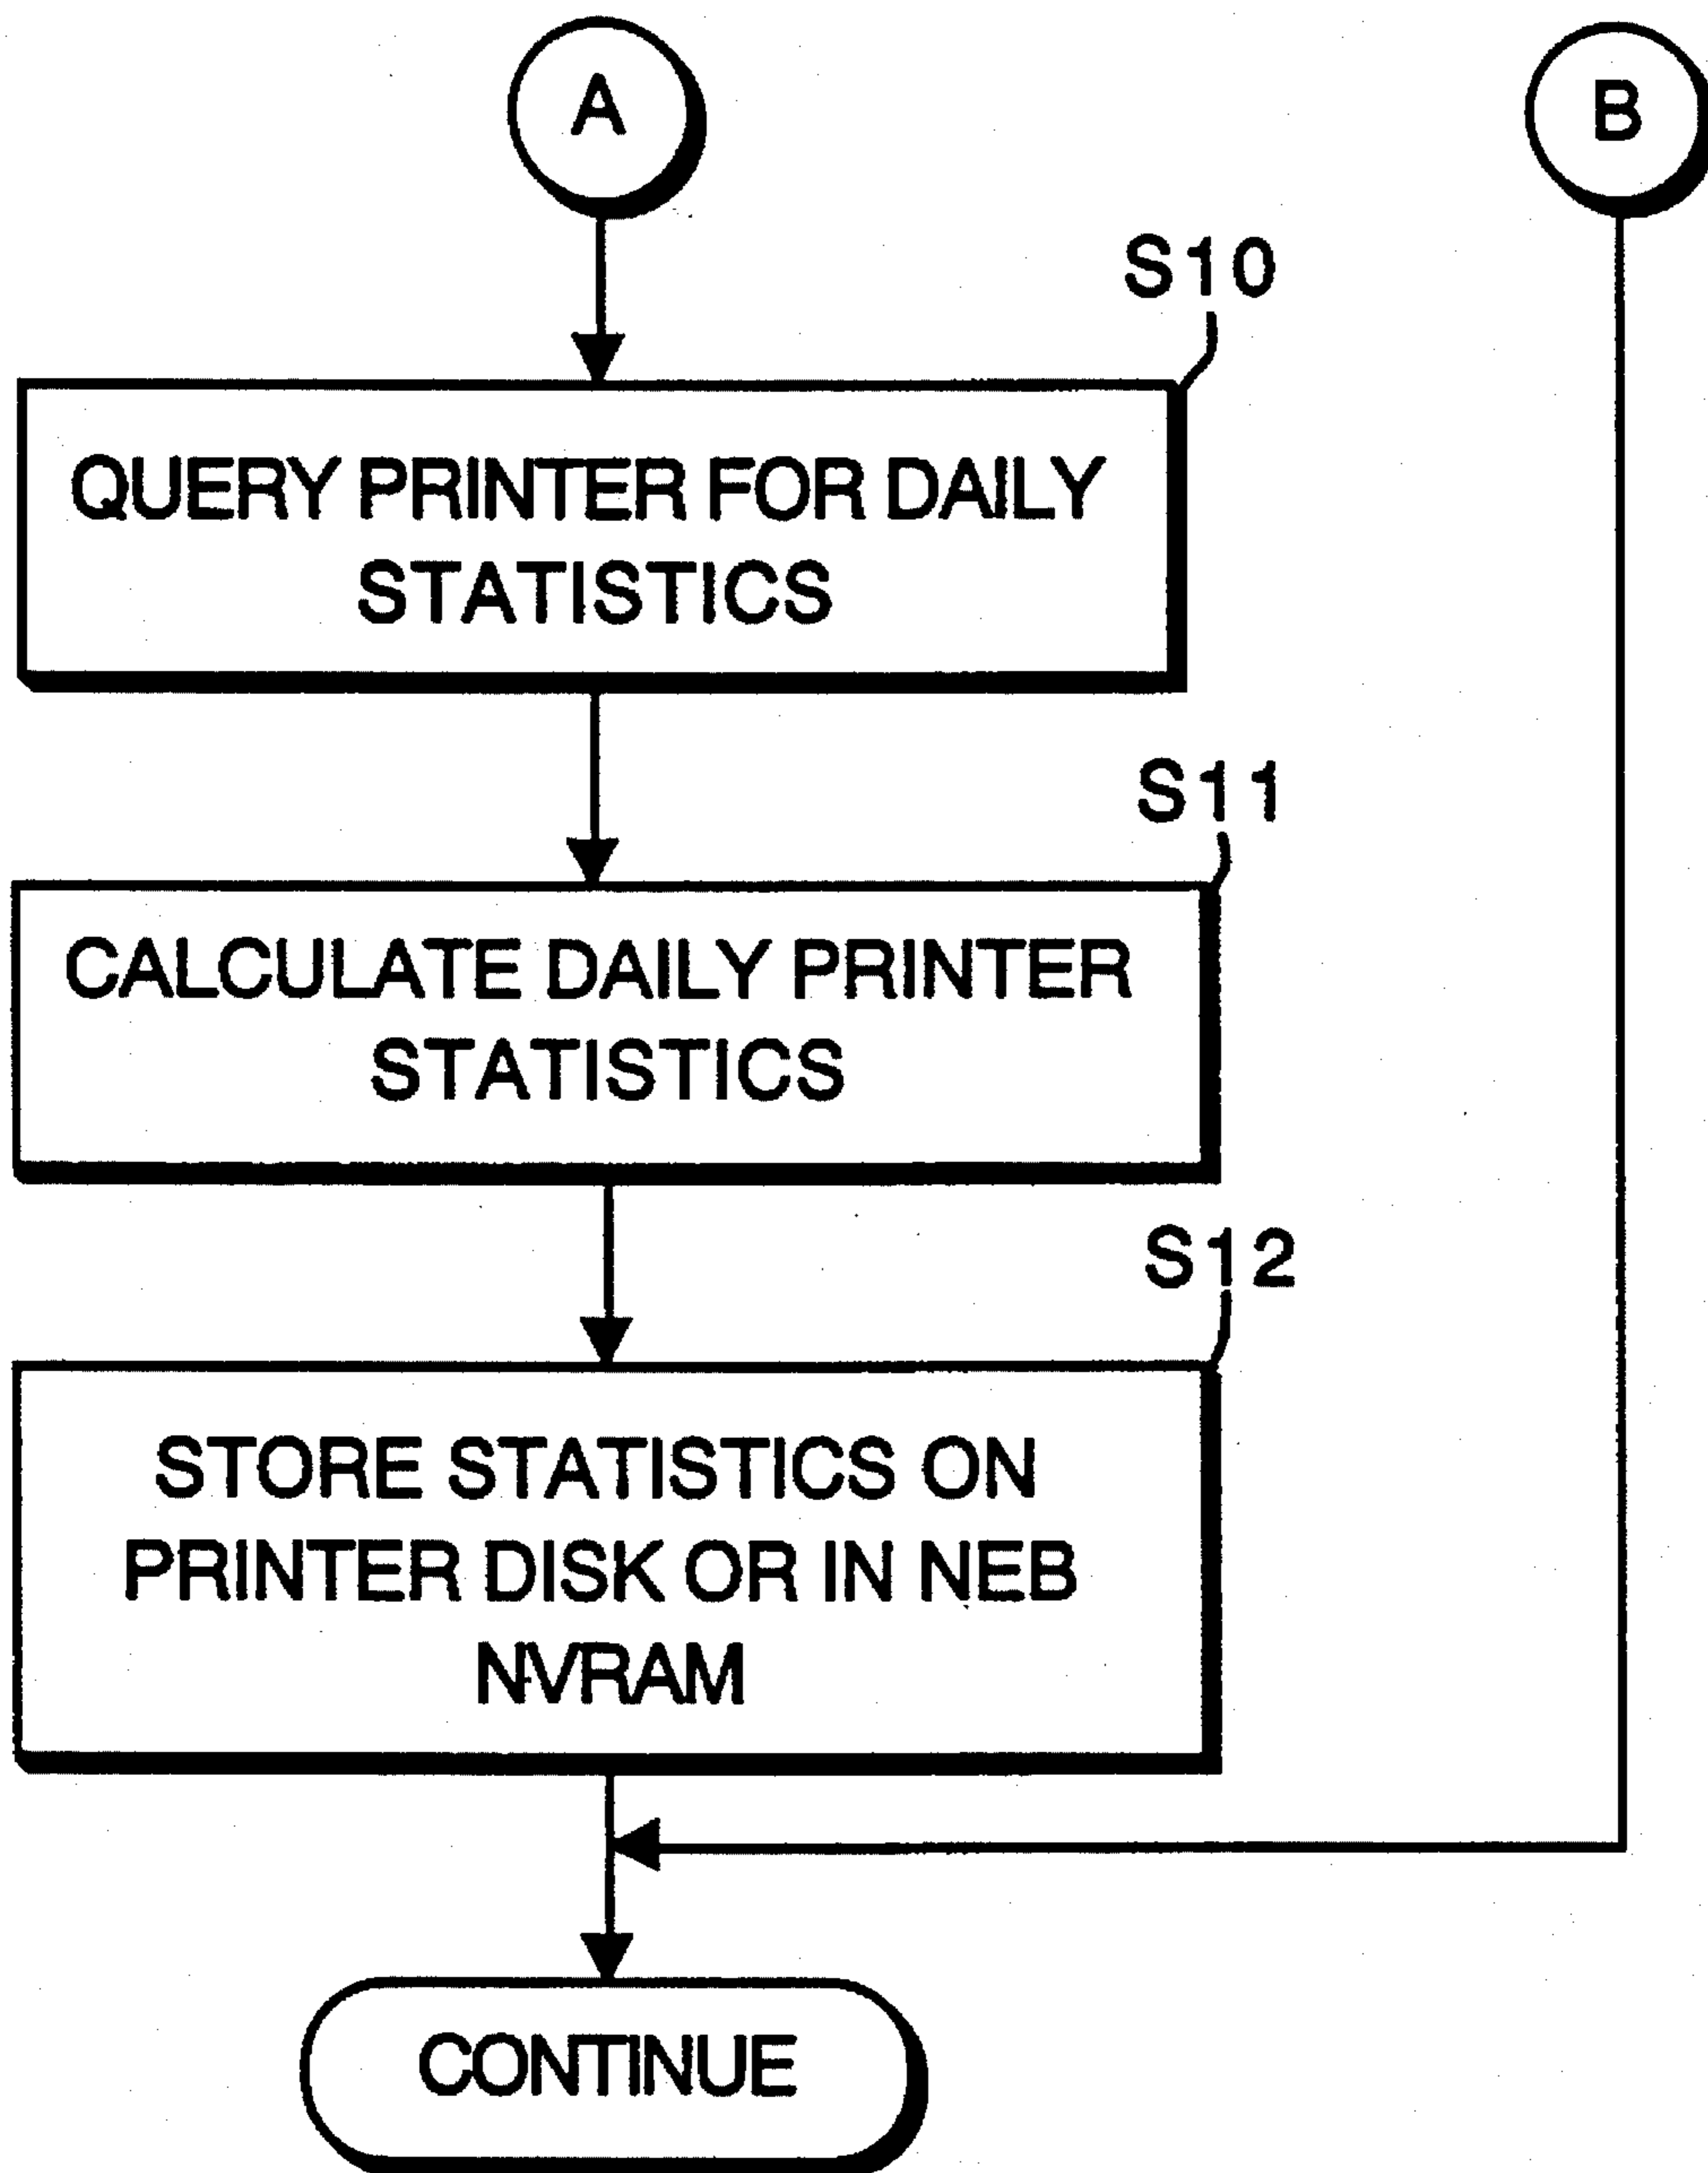 A
B
S10
QUERY PRINTER FOR DAILY
STATISTICS
S11
CALCULATE DAILY PRINTER
STATISTICS
S12
STORE STATISTICS ON
PRINTER DISK OR IN NEB
NVRAM
CONTINUE